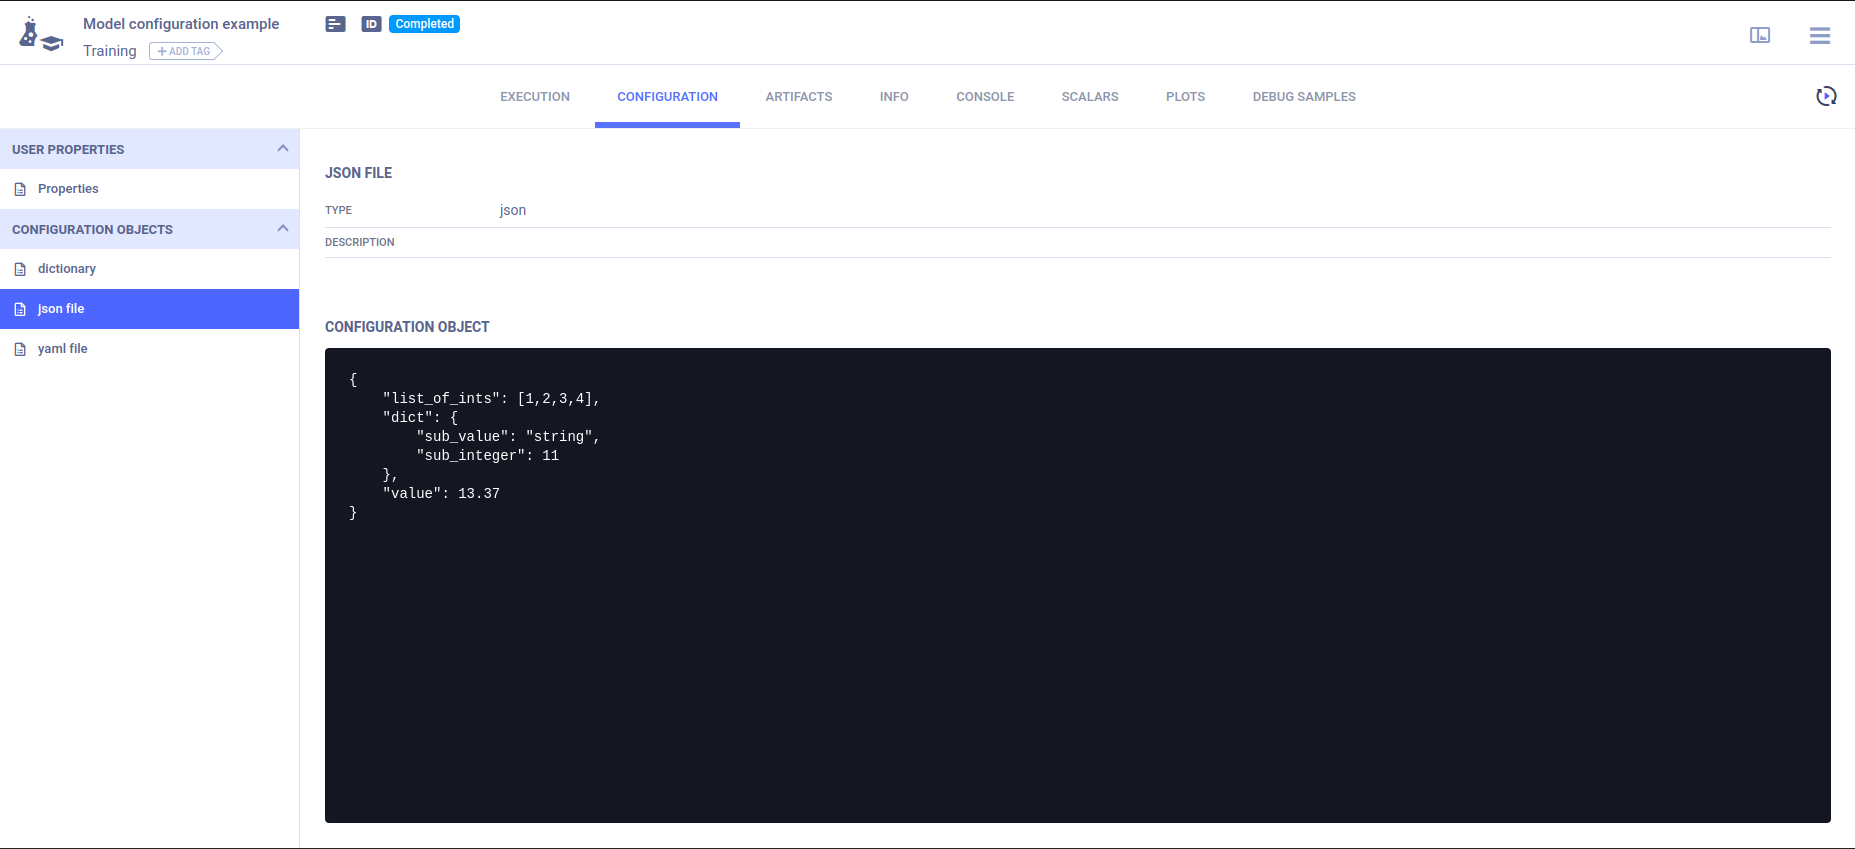 Model configuration example
ID
Completed
Training
+ ADD TAG
EXECUTION
CONFIGURATION
ARTIFACTS
INFO
CONSOLE
SCALARS
PLOTS
DEBUG SAMPLES
USER PROPERTIES
Properties
CONFIGURATION OBJECTS
dictionary
json file
yaml file
JSON FILE
TYPE json
DESCRIPTION
CONFIGURATION OBJECT
{
    "list_of_ints": [1,2,3,4],
    "dict": {
        "sub_value": "string",
        "sub_integer": 11
    },
    "value": 13.37
}